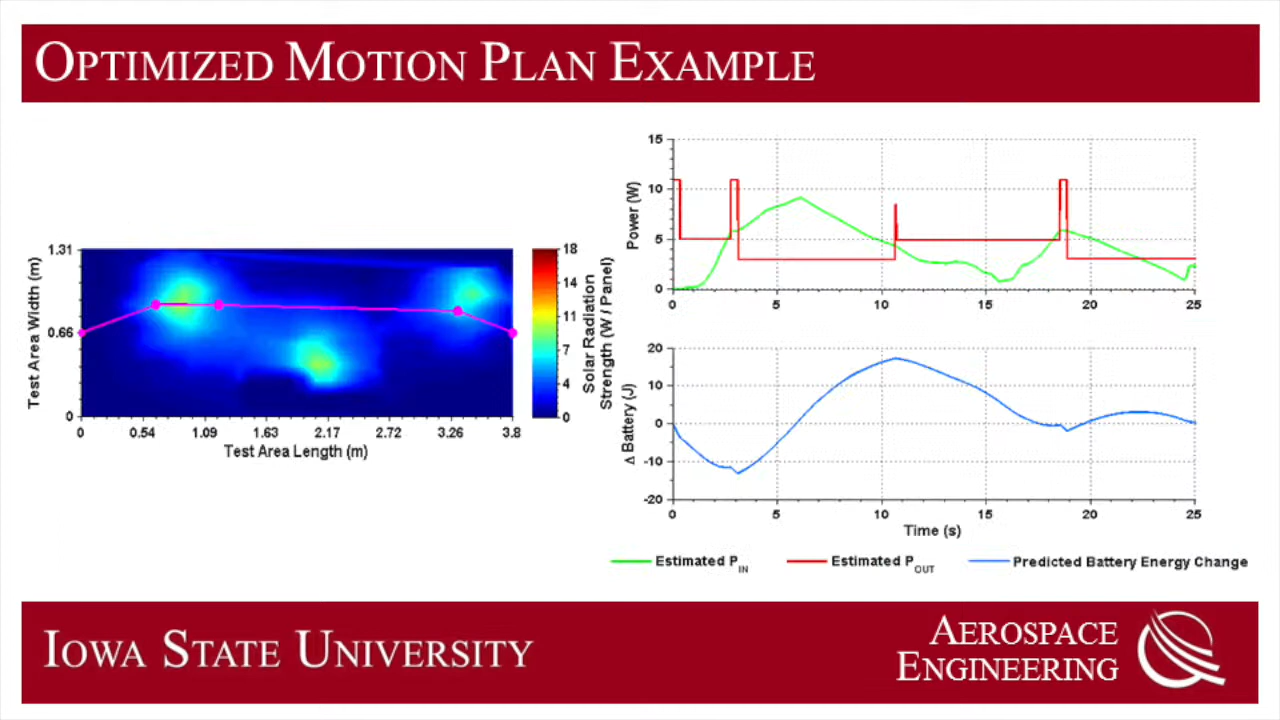 OPTIMIZED MOTION PLAN EXAMPLE
1.31
0.66
0
Test Area Width (m)
0 0.54 1.09 1.63 2.17 2.72 3.26 3.8
Test Area Length (m)
18
14
11
7
4
0
Solar Radiation
Strength (W / Panel)
15
10
5
0
Power (W)
0 5 10 15 20 25
20
10
0
-10
-20
Δ Battery (J)
0 5 10 15 20 25
Time (s)
Estimated P IN Estimated P OUT Predicted Battery Energy Change
IOWA STATE UNIVERSITY
AEROSPACE
ENGINEERING